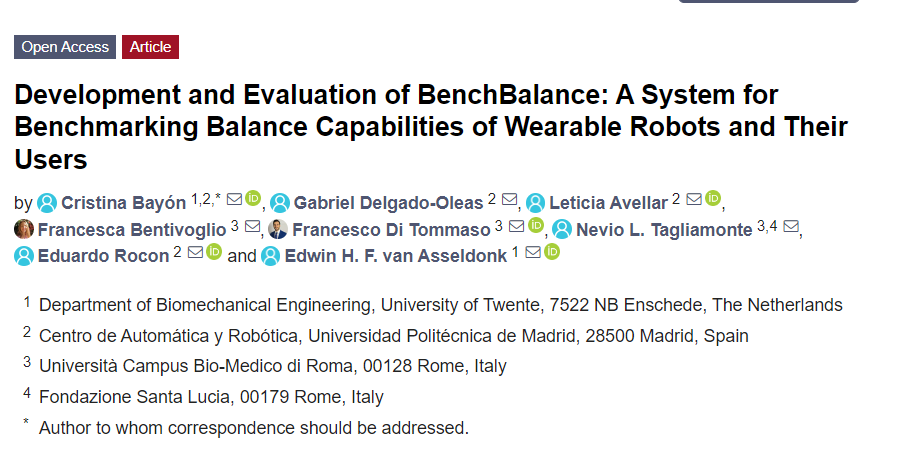 Open Access Article
Development and Evaluation of BenchBalance: A System for
Benchmarking Balance Capabilities of Wearable Robots and Their
Users
by Cristina Bayón 1,2,* iD, Gabriel Delgado-Oleas 2, Leticia Avellar 2 iD,
Francesca Bentivoglio 3, Francesco Di Tommaso 3 iD, Nevio L. Tagliamonte 3,4,
Eduardo Rocon 2 iD and Edwin H. F. van Asseldonk 1 iD
1 Department of Biomechanical Engineering, University of Twente, 7522 NB Enschede, The Netherlands
2 Centro de Automática y Robótica, Universidad Politécnica de Madrid, 28500 Madrid, Spain
3 Università Campus Bio-Medico di Roma, 00128 Rome, Italy
4 Fondazione Santa Lucia, 00179 Rome, Italy
* Author to whom correspondence should be addressed.